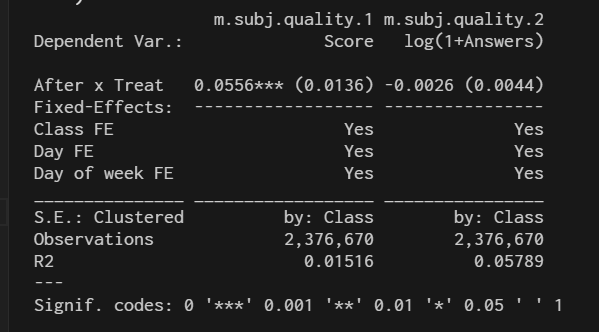 m.subj.quality.1 m.subj.quality.2
Dependent Var.: Score log(1+Answers)
After x Treat 0.0556*** (0.0136) -0.0026 (0.0044)
Fixed-Effects: ------------------ ----------------
Class FE Yes Yes
Day FE Yes Yes
Day of week FE Yes Yes
_______________ __________________ ________________
S.E.: Clustered by: Class by: Class
Observations 2,376,670 2,376,670
R2 0.01516 0.05789
---
Signif. codes: 0 '***' 0.001 '**' 0.01 '*' 0.05 ' ' 1